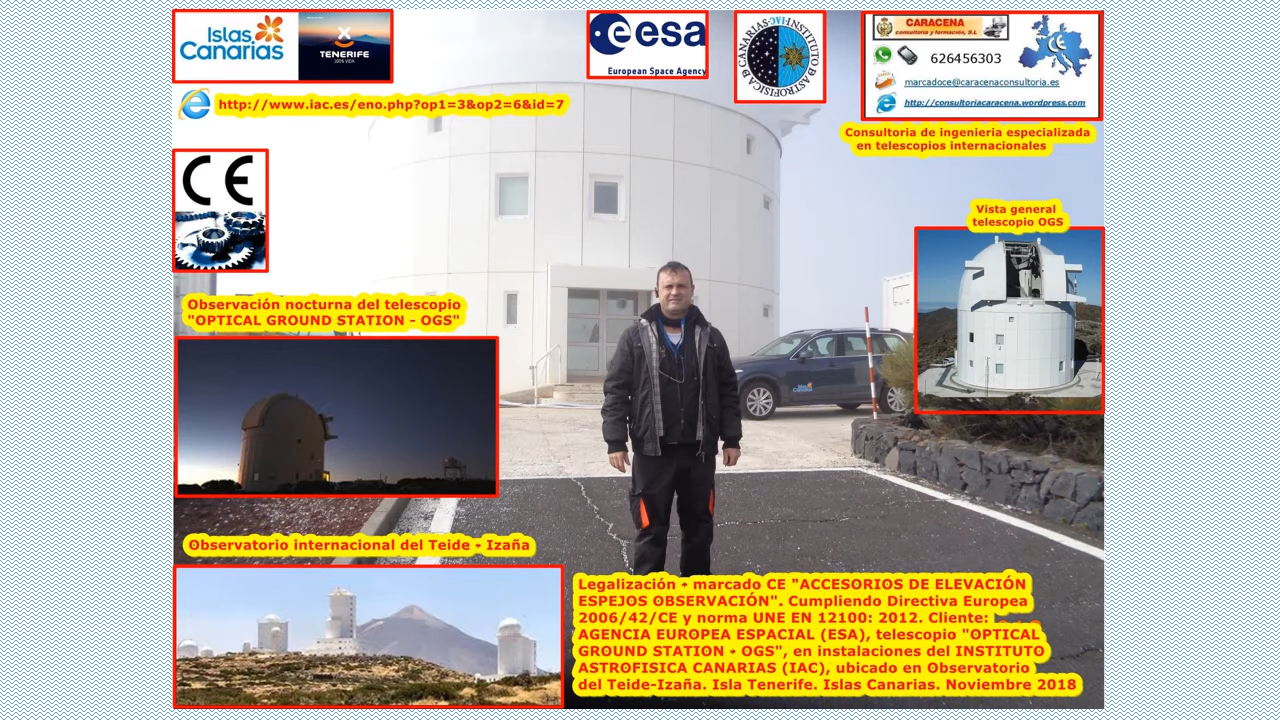 Islas
Canarias
TENERIFE
100% VIDA
esa
European Space Agency
INSTITUTO D ASTROFISICA D CANARIAS
IAC
CARACENA
consultoria y formación, S.L
626456303
marcadoce@caracenaconsultoria.es
http://consultoriacaracena.wordpress.com
CE
http://www.iac.es/eno.php?op1=3&op2=6&id=7
Consultoria de ingenieria especializada
en telescopios internacionales
CE
Vista general
telescopio OGS
Observación nocturna del telescopio
"OPTICAL GROUND STATION - OGS"
Islas
Canarias
Observatorio internacional del Teide - Izaña
Legalización - marcado CE "ACCESORIOS DE ELEVACIÓN
ESPEJOS OBSERVACIÓN". Cumpliendo Directiva Europea
2006/42/CE y norma UNE EN 12100: 2012. Cliente:
AGENCIA EUROPEA ESPACIAL (ESA), telescopio "OPTICAL
GROUND STATION - OGS", en instalaciones del INSTITUTO
ASTROFISICA CANARIAS (IAC), ubicado en Observatorio
del Teide-Izaña. Isla Tenerife. Islas Canarias. Noviembre 2018